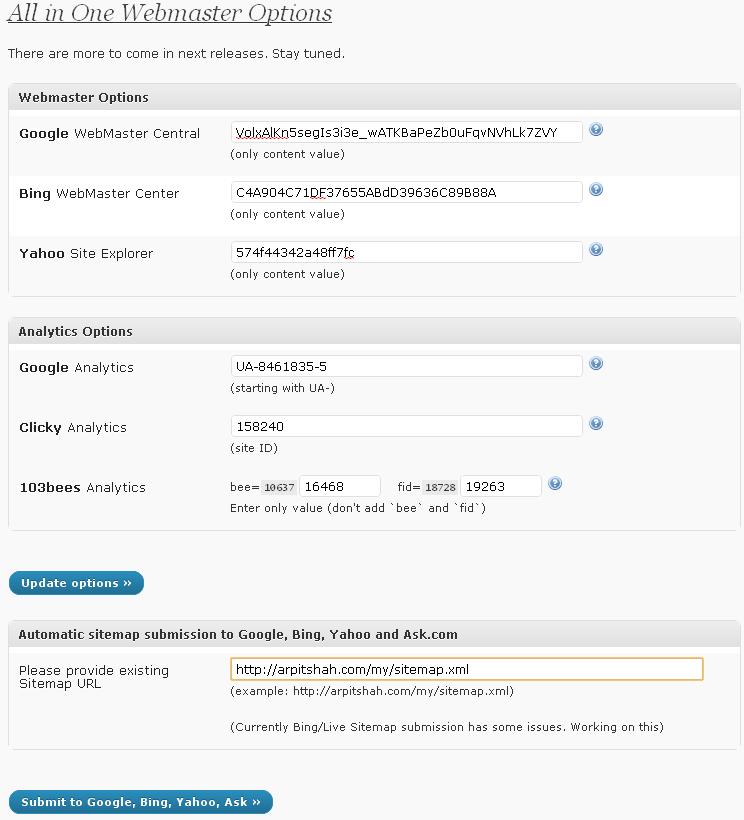 All in One Webmaster Options
There are more to come in next releases. Stay tuned.
Webmaster Options
Google WebMaster Central VolxAlKn5segIs3i3e_wATKBaPeZb0uFqvNVhLk7ZVY
(only content value)
Bing WebMaster Center C4A904C71DF37655ABdD39636C89B88A
(only content value)
Yahoo Site Explorer 574f44342a48ff7fc
(only content value)
Analytics Options
Google Analytics UA-8461835-5
(starting with UA-)
Clicky Analytics 158240
(site ID)
103bees Analytics bee= 10637 16468 fid= 18728 19263
Enter only value (don't add `bee` and `fid`)
Update options »
Automatic sitemap submission to Google, Bing, Yahoo and Ask.com
Please provide existing http://arpitshah.com/my/sitemap.xml
Sitemap URL
(example: http://arpitshah.com/my/sitemap.xml)
(Currently Bing/Live Sitemap submission has some issues. Working on this)
Submit to Google, Bing, Yahoo, Ask »